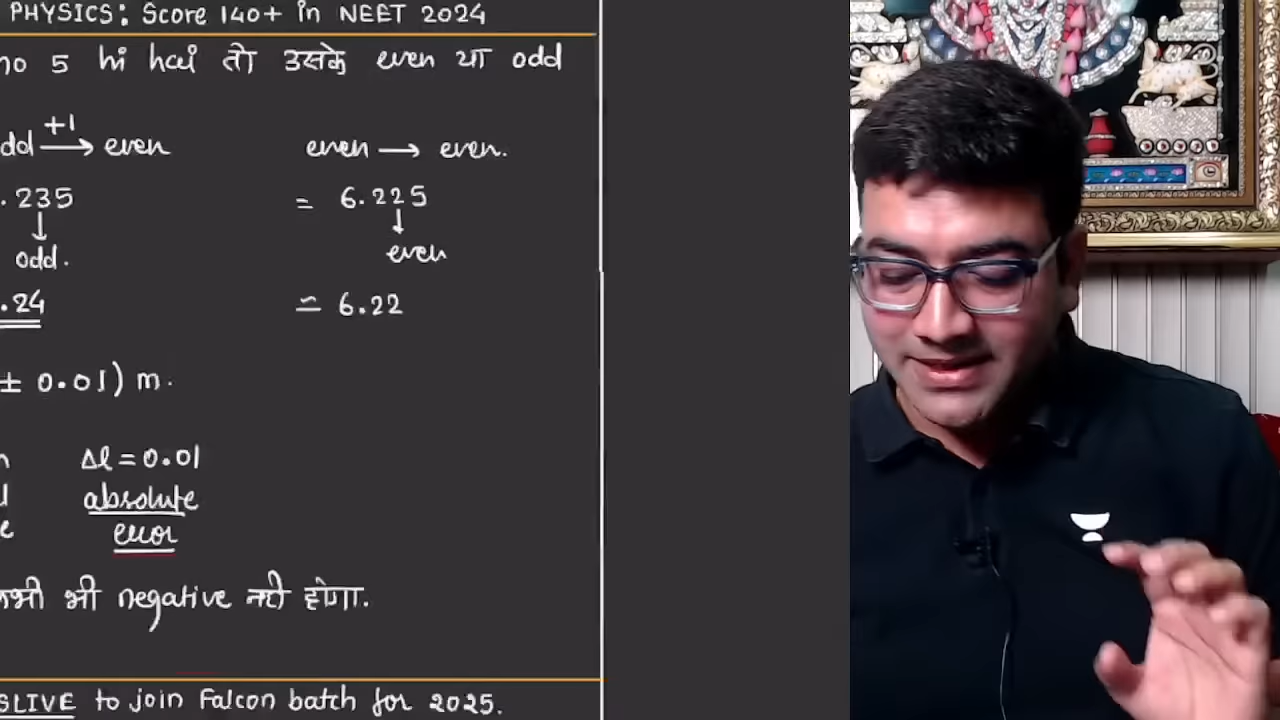 PHYSICS: Score 140+ in NEET 2024
no 5 hi hai तो उसके even या odd
dd +1 → even even → even.
.235 = 6.225
↓ ↓
odd. even
.24 ≃ 6.22
± 0.01) m.
Δl = 0.01
absolute
error
भी negative नही होगा.
SLIVE to join Falcon batch for 2025.